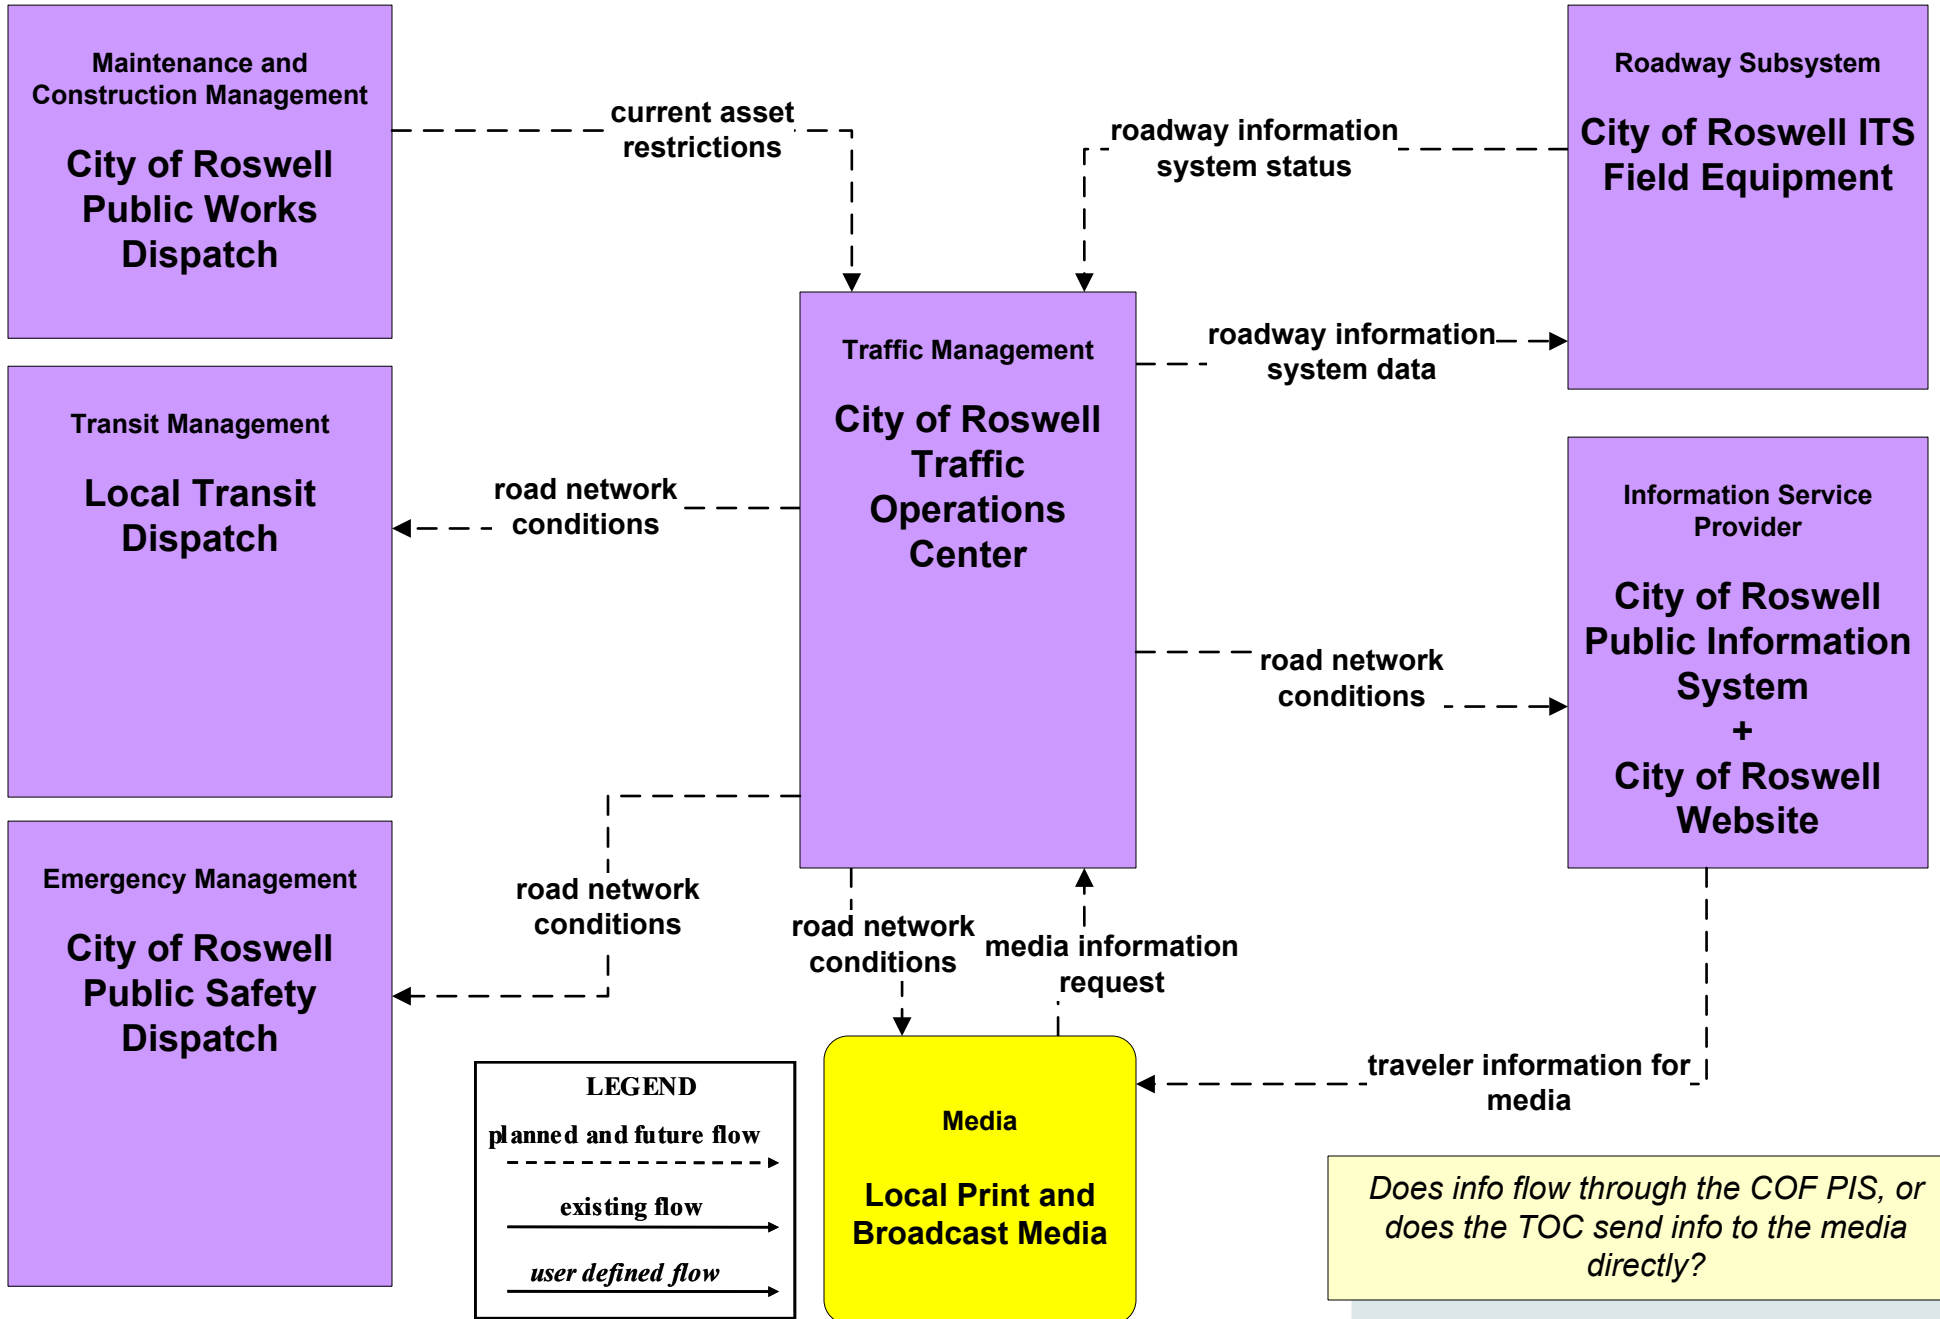 Maintenance and
Construction Management
City of Roswell
Public Works
Dispatch
current asset
restrictions
roadway information
system status
Roadway Subsystem
City of Roswell ITS
Field Equipment
Traffic Management
City of Roswell
Traffic
Operations
Center
roadway information
system data
Transit Management
Local Transit
Dispatch
road network
conditions
Information Service
Provider
City of Roswell
Public Information
System
+
City of Roswell
Website
road network
conditions
Emergency Management
City of Roswell
Public Safety
Dispatch
road network
conditions
road network
conditions
media information
request
traveler information for
media
LEGEND
planned and future flow
existing flow
user defined flow
Media
Local Print and
Broadcast Media
Does info flow through the COF PIS, or
does the TOC send info to the media
directly?